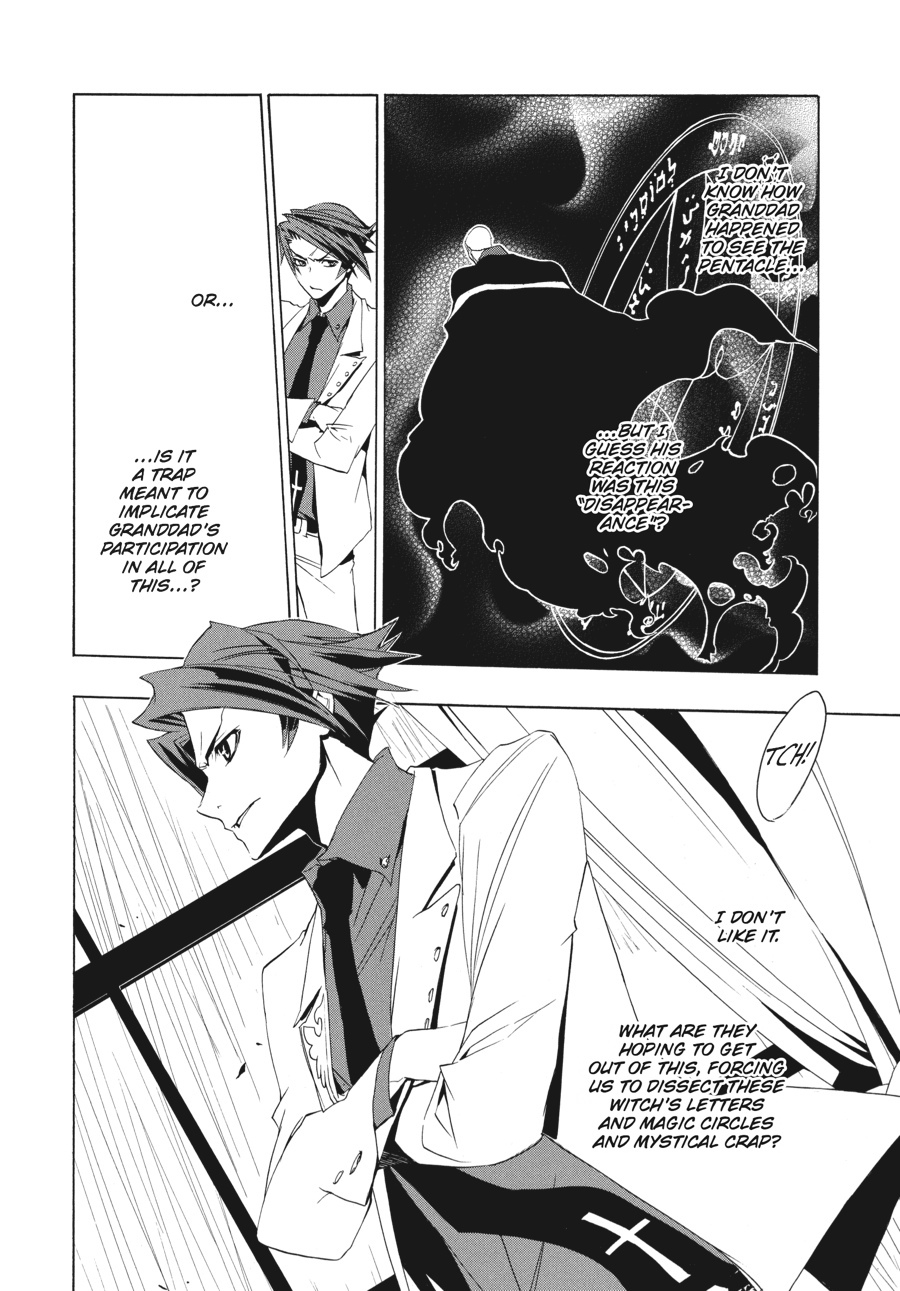 I DON'T
KNOW HOW
GRANDDAD
HAPPENED
TO SEE THE
PENTACLE...
...BUT I
GUESS HIS
REACTION
WAS THIS
"DISAPPEAR-
ANCE"?
OR...
...IS IT
A TRAP
MEANT TO
IMPLICATE
GRANDDAD'S
PARTICIPATION
IN ALL OF
THIS...?
TCH!
I DON'T
LIKE IT.
WHAT ARE THEY
HOPING TO GET
OUT OF THIS, FORCING
US TO DISSECT THESE
WITCH'S LETTERS
AND MAGIC CIRCLES
AND MYSTICAL CRAP?